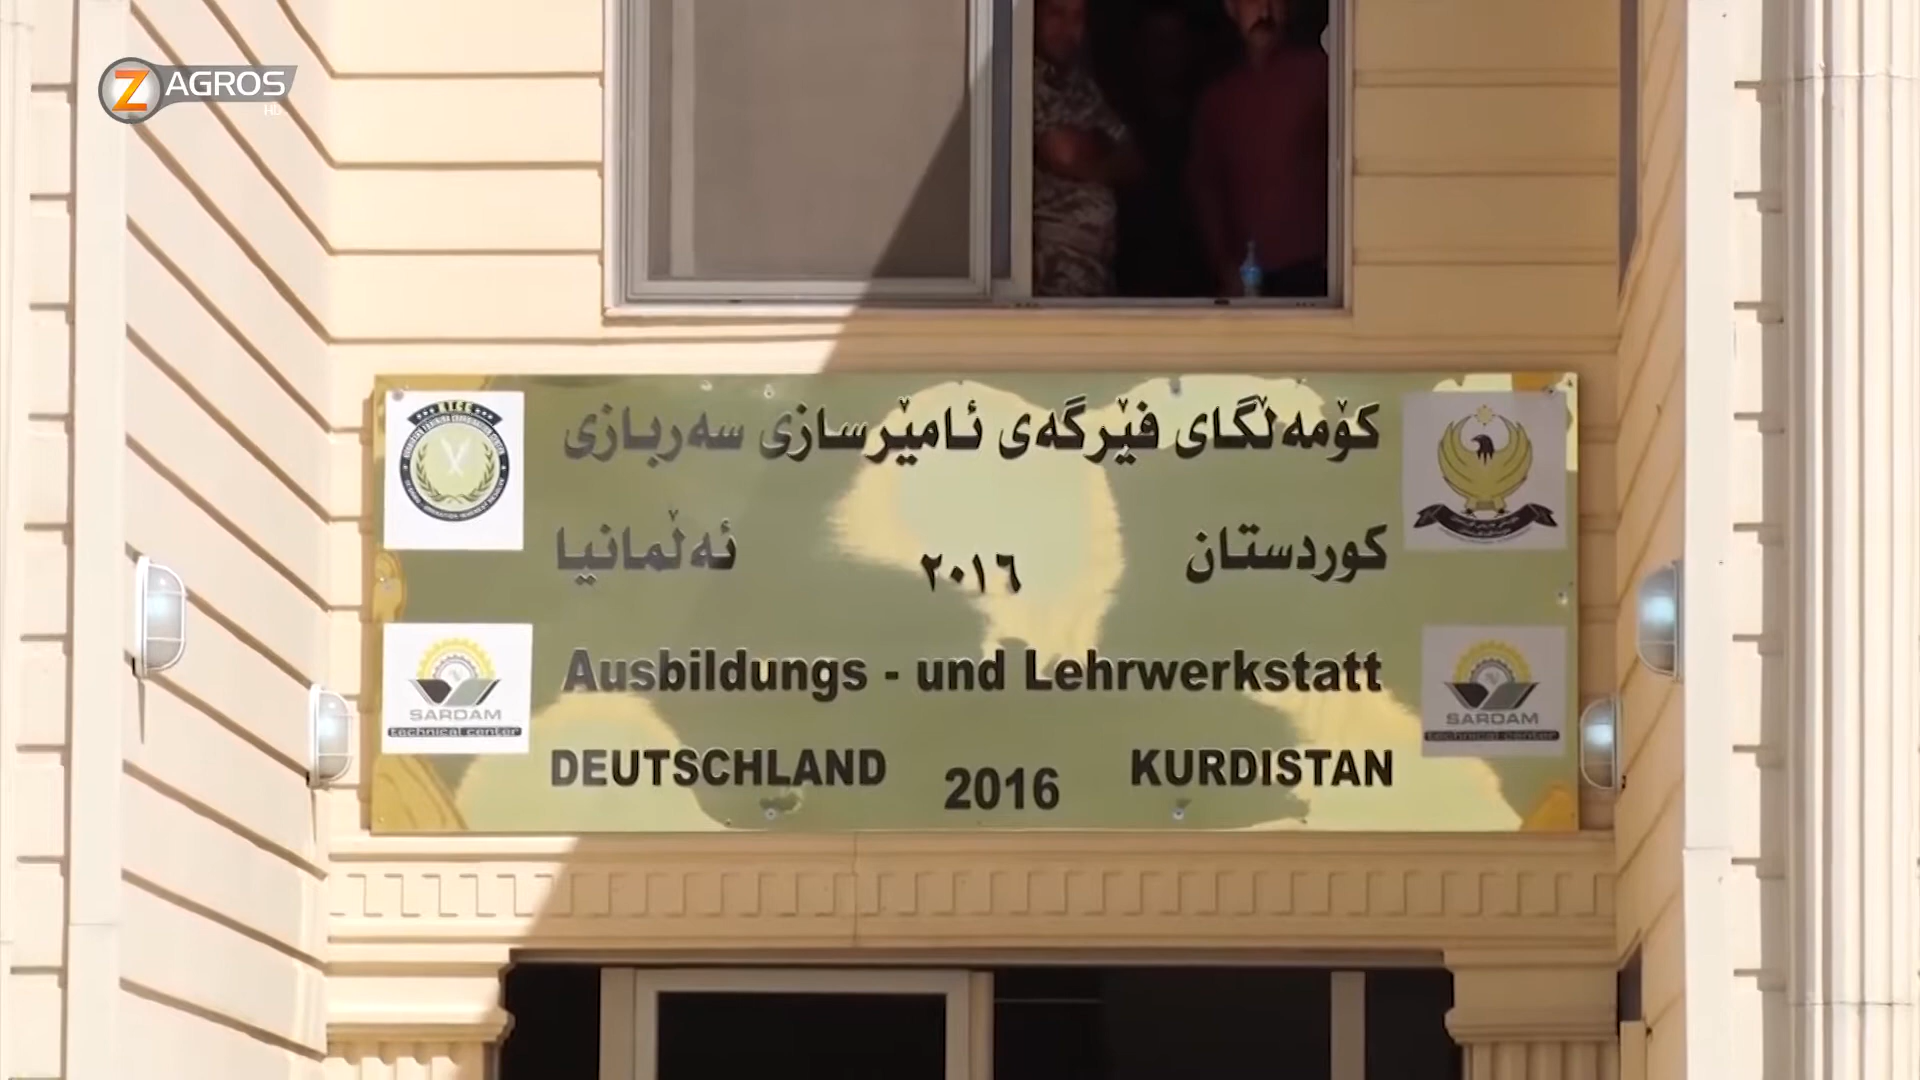 ZAGROS
HD
K.T.C.C
کۆمەڵگای فێرگەی ئامێرسازی سەربازی
کوردستان ٢٠١٦ ئەڵمانیا
Ausbildungs - und Lehrwerkstatt
DEUTSCHLAND 2016 KURDISTAN
SARDAM
technical center
SARDAM
technical center